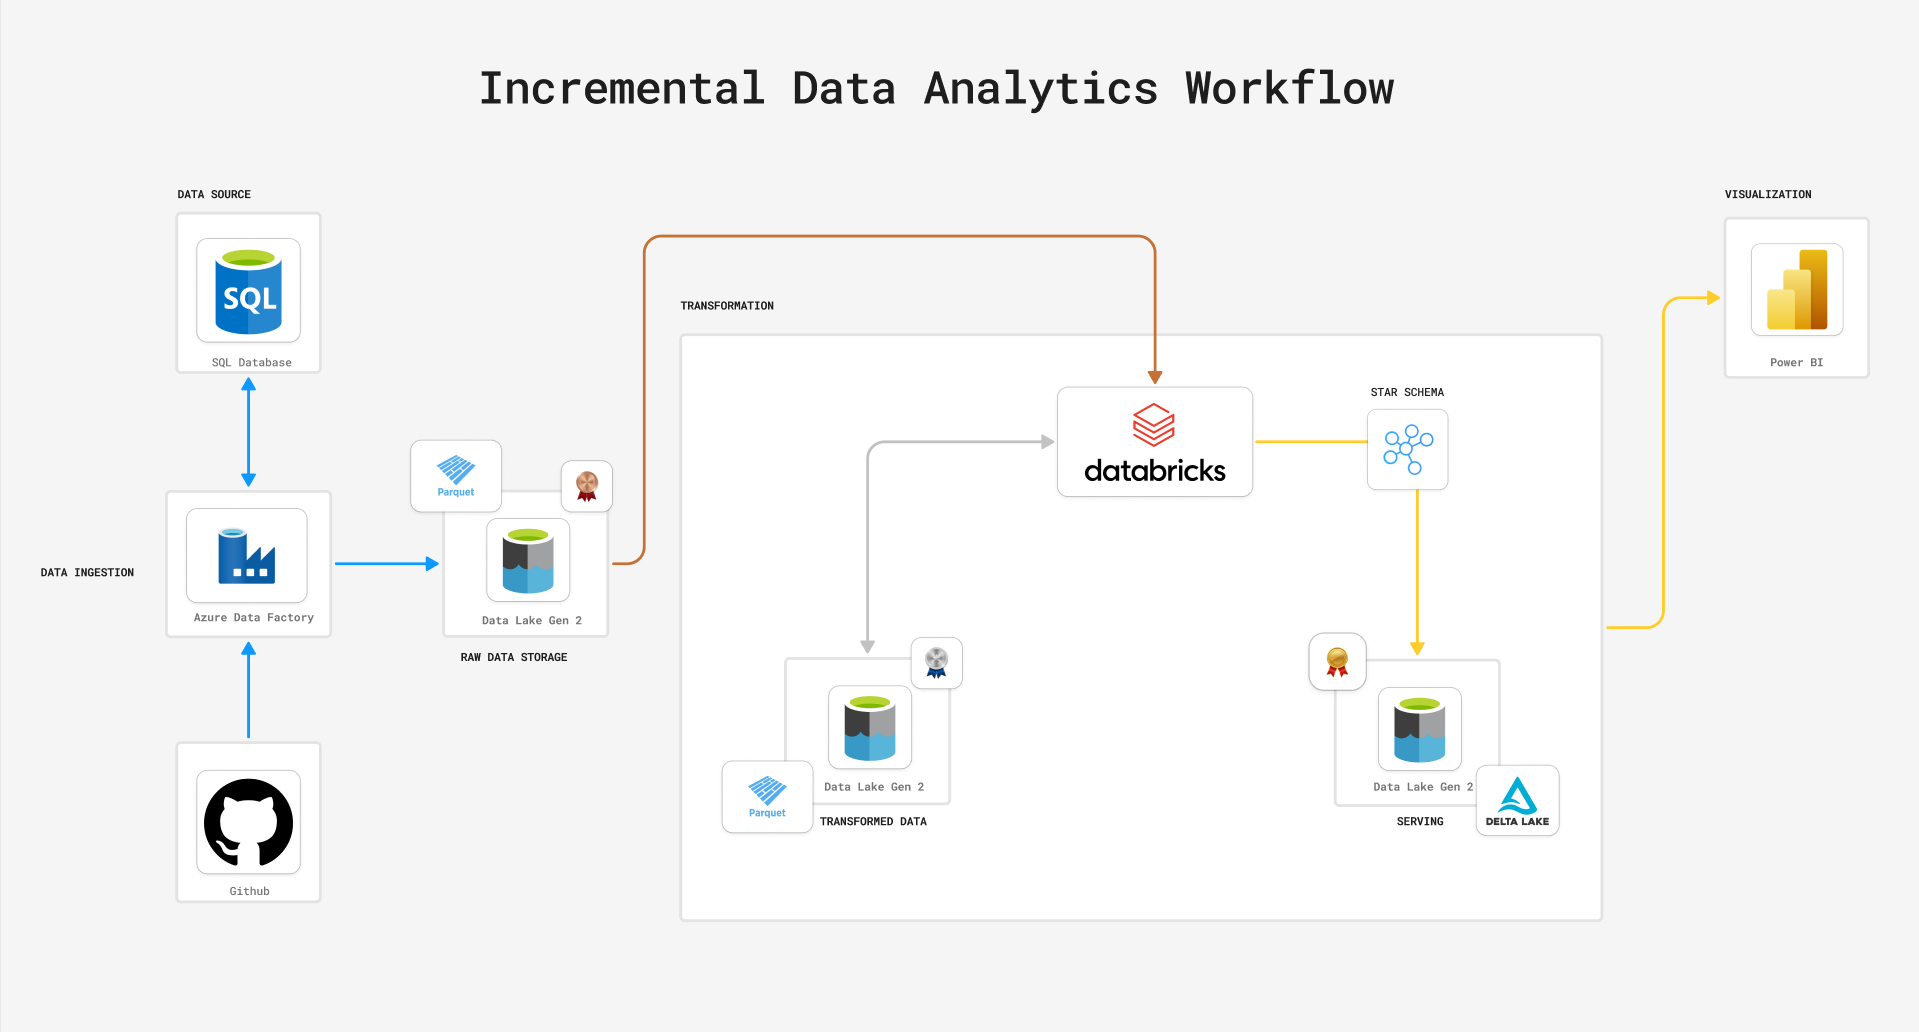 Incremental Data Analytics Workflow
DATA SOURCE
SQL
SQL Database
DATA INGESTION
Azure Data Factory
Github
Parquet
Data Lake Gen 2
RAW DATA STORAGE
TRANSFORMATION
databricks
STAR SCHEMA
Data Lake Gen 2
Parquet
TRANSFORMED DATA
Data Lake Gen 2
SERVING
DELTA LAKE
VISUALIZATION
Power BI